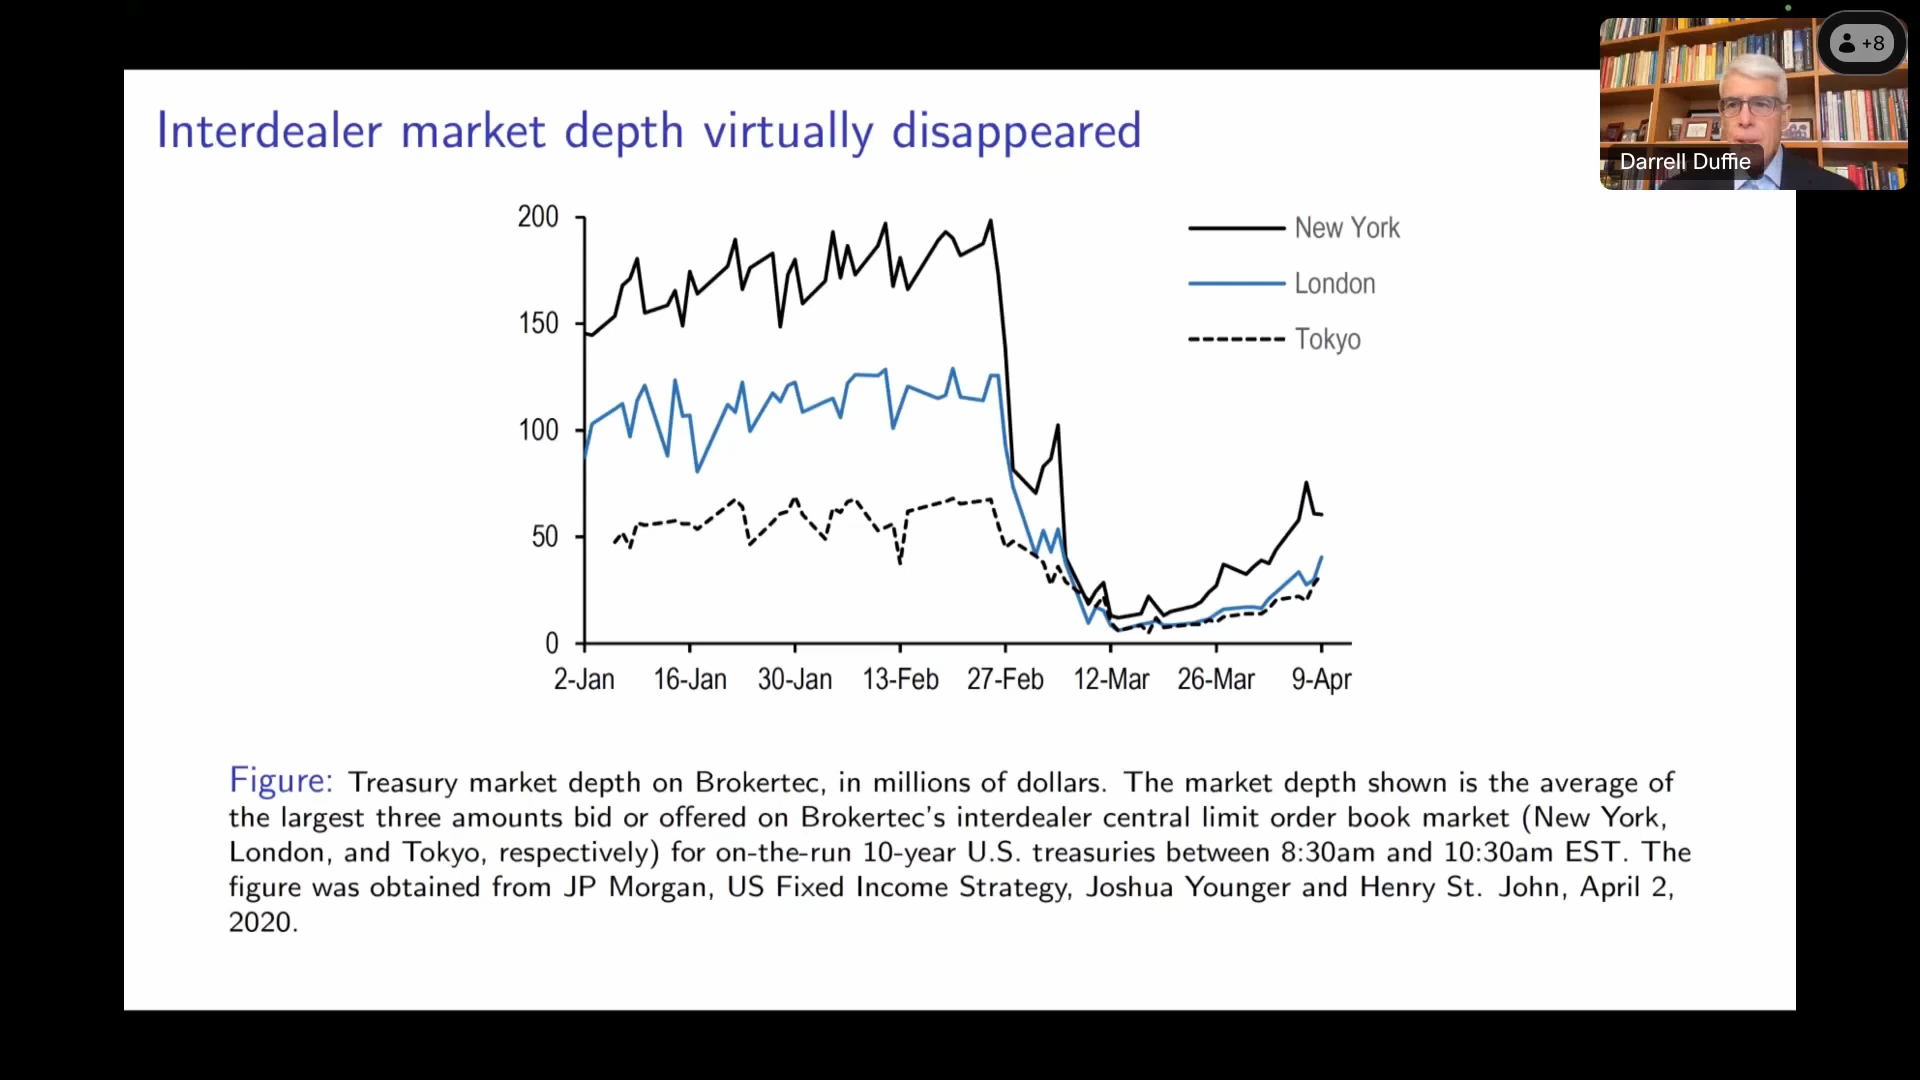 Interdealer market depth virtually disappeared
+8
Darrell Duffie
200
150
100
50
0
New York
London
Tokyo
2-Jan 16-Jan 30-Jan 13-Feb 27-Feb 12-Mar 26-Mar 9-Apr
Figure: Treasury market depth on Brokertec, in millions of dollars. The market depth shown is the average of
the largest three amounts bid or offered on Brokertec's interdealer central limit order book market (New York,
London, and Tokyo, respectively) for on-the-run 10-year U.S. treasuries between 8:30am and 10:30am EST. The
figure was obtained from JP Morgan, US Fixed Income Strategy, Joshua Younger and Henry St. John, April 2,
2020.